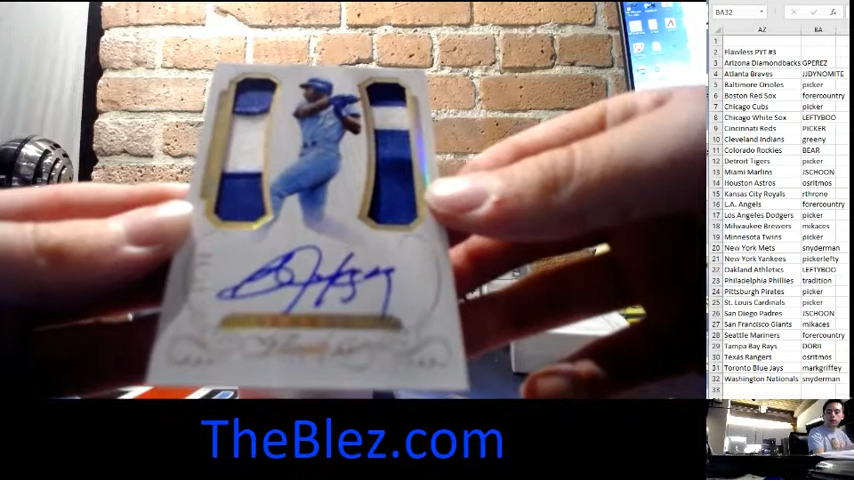 BA32
fx
AZ BA
1
2 Flawless PYT #3
3 Arizona Diamondbacks GPEREZ
4 Atlanta Braves JJDYNOMITE
5 Baltimore Orioles picker
6 Boston Red Sox forercountry
7 Chicago Cubs picker
8 Chicago White Sox LEFTYBOO
9 Cincinnati Reds PICKER
10 Cleveland Indians greeny
11 Colorado Rockies BEAR
12 Detroit Tigers picker
13 Miami Marlins JSCHOON
14 Houston Astros osritmos
15 Kansas City Royals rthrone
16 L.A. Angels forercountry
17 Los Angeles Dodgers picker
18 Milwaukee Brewers mikaces
19 Minnesota Twins picker
20 New York Mets snyderman
21 New York Yankees pickerlefty
22 Oakland Athletics LEFTYBOO
23 Philadelphia Phillies tradition
24 Pittsburgh Pirates picker
25 St. Louis Cardinals picker
26 San Diego Padres JSCHOON
27 San Francisco Giants mikaces
28 Seattle Mariners forercountry
29 Tampa Bay Rays DORII
30 Texas Rangers osritmos
31 Toronto Blue Jays markgriffey
32 Washington Nationals snyderman
33
TheBlez.com